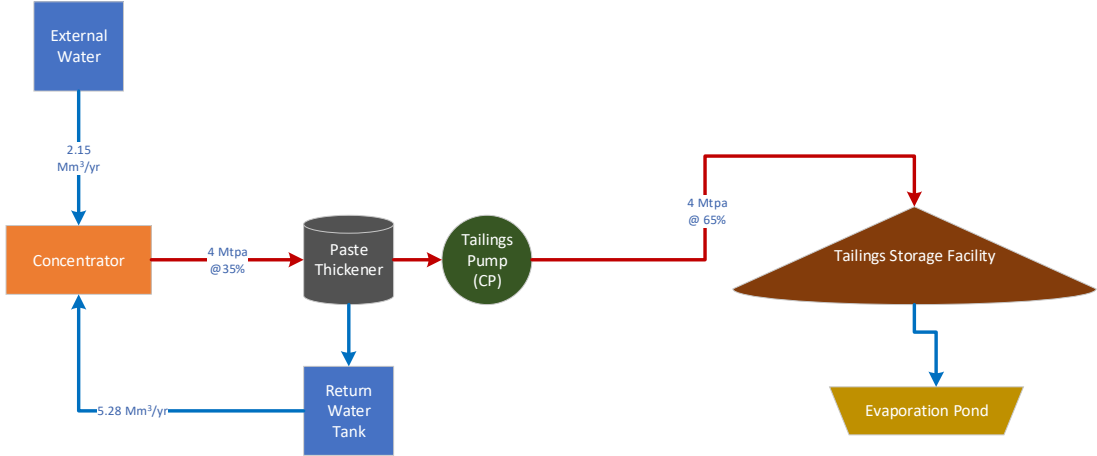 External
Water
2.15
Mm³/yr
Concentrator
4 Mtpa
@35%
Paste
Thickener
Tailings
Pump
(CP)
4 Mtpa
@ 65%
Tailings Storage Facility
5.28 Mm³/yr
Return
Water
Tank
Evaporation Pond